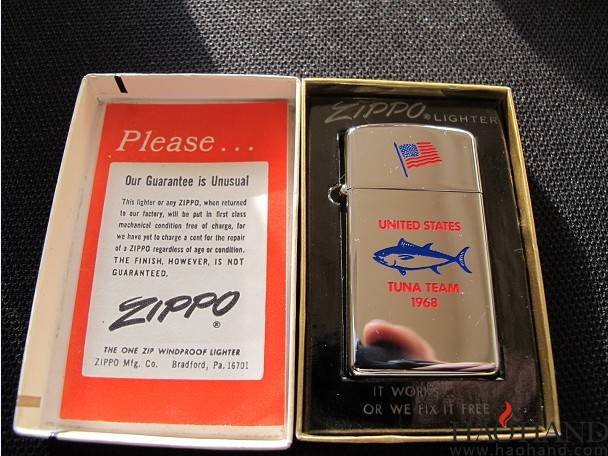 Please...
Our Guarantee is Unusual
This lighter or any ZIPPO, when returned
to our factory, will be put in first class
mechanical condition free of charge, for
we have yet to charge a cent for the repair
of a ZIPPO regardless of age or condition.
THE FINISH, HOWEVER, IS NOT
GUARANTEED.
ZIPPO®
THE ONE ZIP WINDPROOF LIGHTER
ZIPPO Mfg. Co. Bradford, Pa. 16701
ZIPPO® LIGHTER
UNITED STATES
TUNA TEAM
1968
IT WORKS
OR WE FIX IT FREE
HAOHAND
www.haohand.com